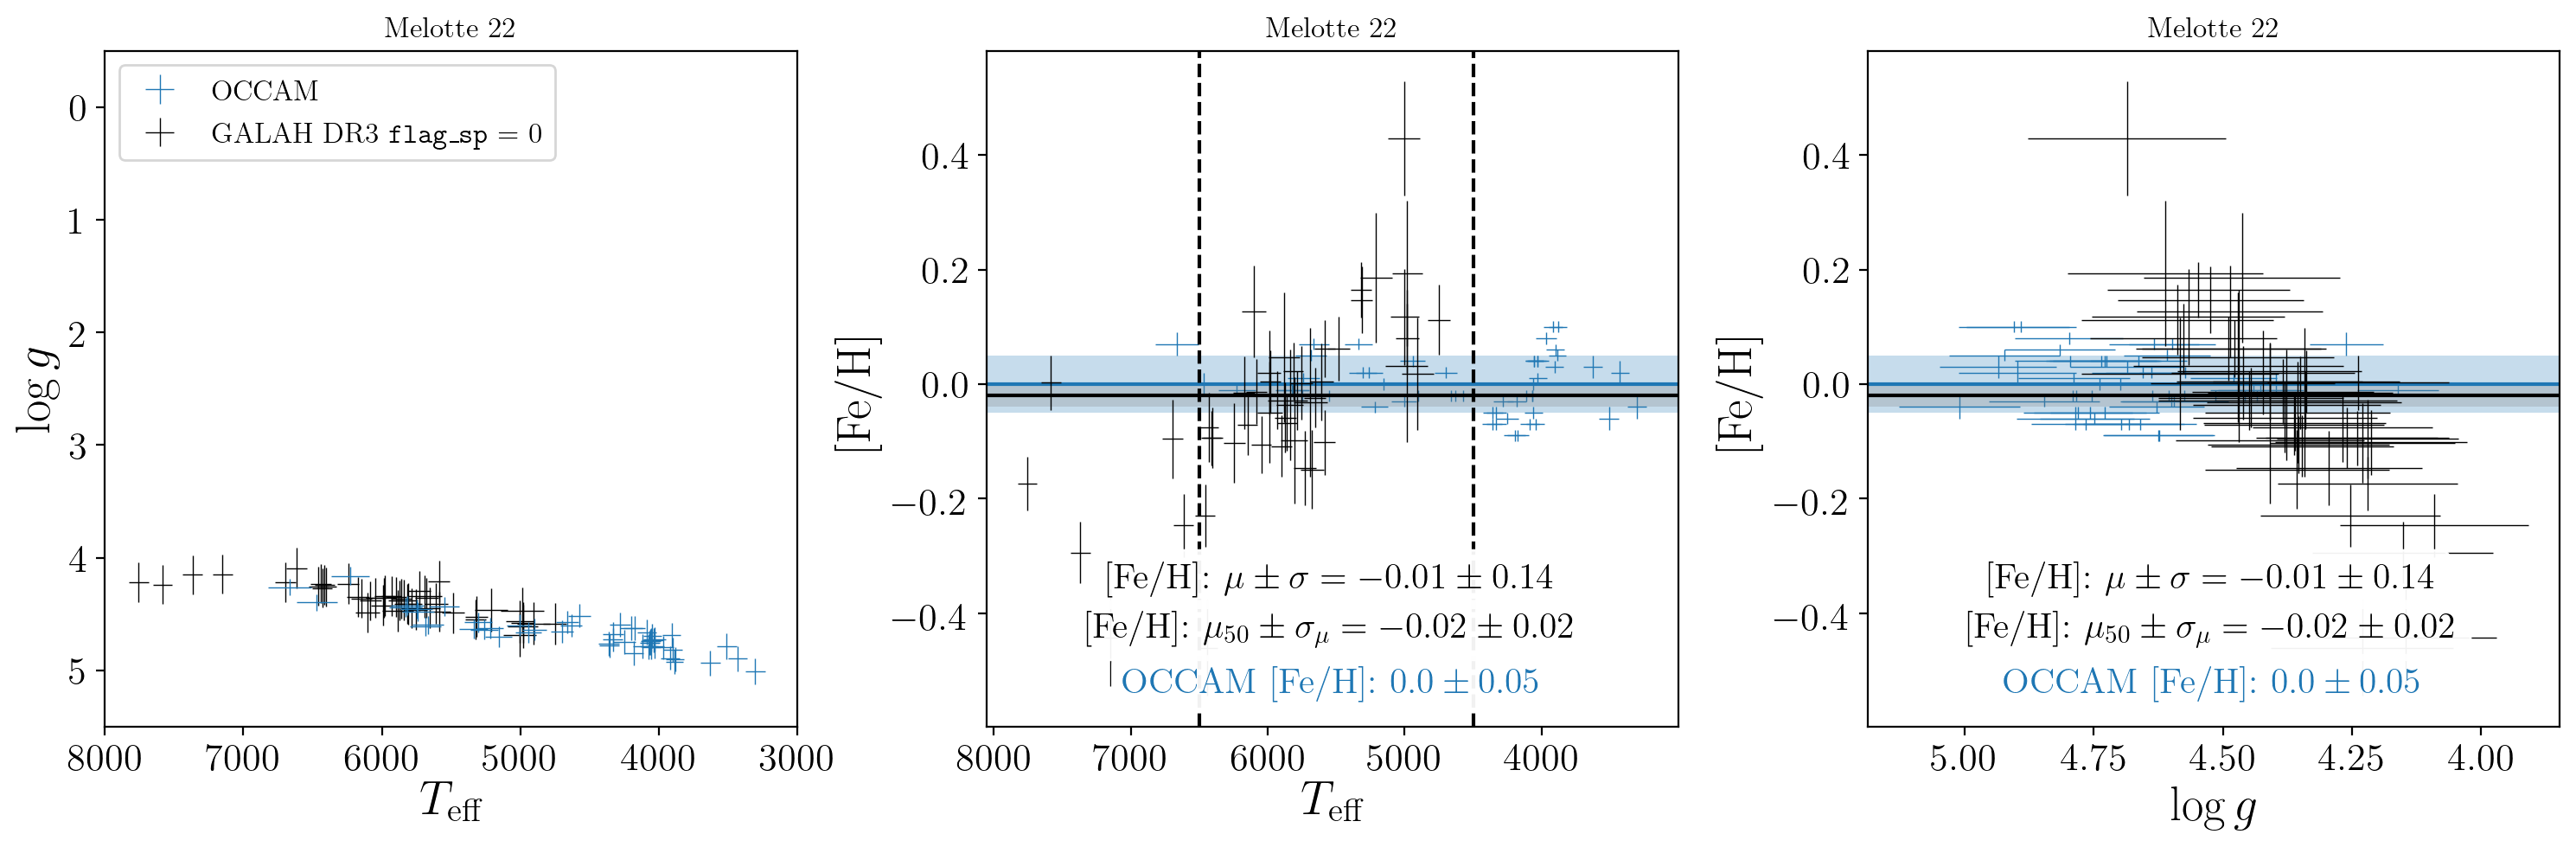 Melotte 22
OCCAM
GALAH DR3 flag_sp = 0
0
1
2
3
4
5
log g
8000 7000 6000 5000 4000 3000
T_eff
Melotte 22
0.4
0.2
0.0
−0.2
−0.4
[Fe/H]
[Fe/H]: μ ± σ = −0.01 ± 0.14
[Fe/H]: μ₅₀ ± σ_μ = −0.02 ± 0.02
OCCAM [Fe/H]: 0.0 ± 0.05
8000 7000 6000 5000 4000
T_eff
Melotte 22
0.4
0.2
0.0
−0.2
−0.4
[Fe/H]
[Fe/H]: μ ± σ = −0.01 ± 0.14
[Fe/H]: μ₅₀ ± σ_μ = −0.02 ± 0.02
OCCAM [Fe/H]: 0.0 ± 0.05
5.00 4.75 4.50 4.25 4.00
log g